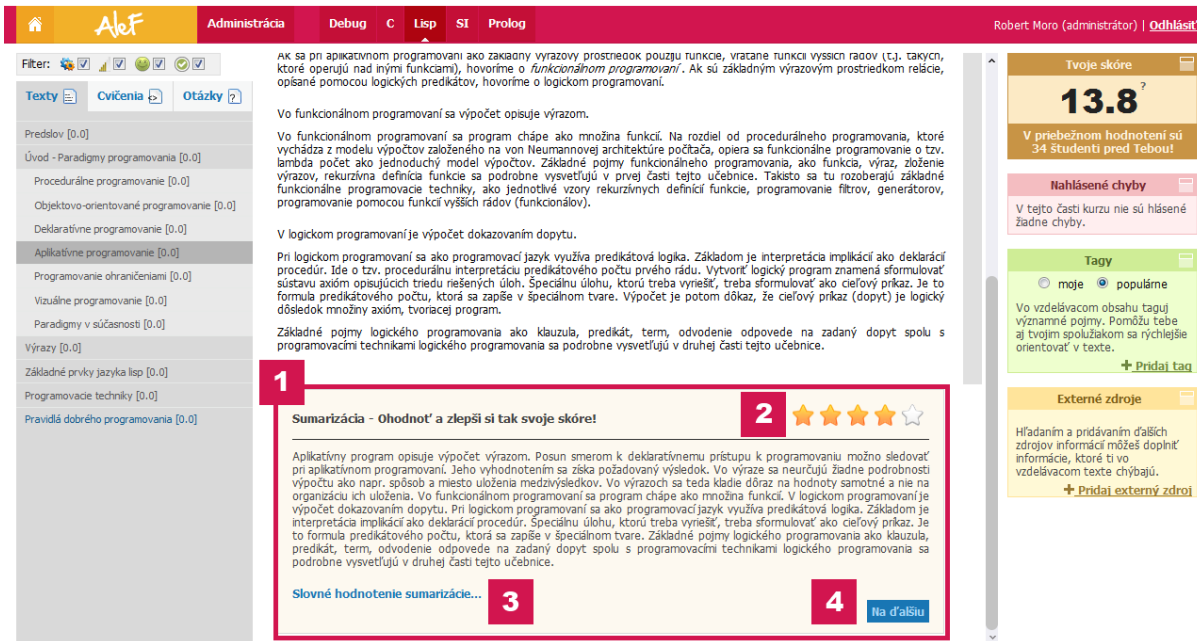 AleF
Administrácia Debug C Lisp SI Prolog
Robert Moro (administrátor) | Odhlásiť
Filter:
Texty Cvičenia Otázky
Predslov [0.0]
Úvod - Paradigmy programovania [0.0]
Procedurálne programovanie [0.0]
Objektovo-orientované programovanie [0.0]
Deklaratívne programovanie [0.0]
Aplikatívne programovanie [0.0]
Programovanie ohraničeniami [0.0]
Vizuálne programovanie [0.0]
Paradigmy v súčasnosti [0.0]
Výrazy [0.0]
Základné prvky jazyka lisp [0.0]
Programovacie techniky [0.0]
Pravidlá dobrého programovania [0.0]
Ak sa pri aplikatívnom programovaní ako základný výrazový prostriedok použijú funkcie, vrátane funkcií vyšších rádov (t.j. takých,
ktoré operujú nad inými funkciami), hovoríme o funkcionálnom programovaní . Ak sú základným výrazovým prostriedkom relácie,
opísané pomocou logických predikátov, hovoríme o logickom programovaní.
Vo funkcionálnom programovaní sa výpočet opisuje výrazom.
Vo funkcionálnom programovaní sa program chápe ako množina funkcií. Na rozdiel od procedurálneho programovania, ktoré
vychádza z modelu výpočtov založeného na von Neumannovej architektúre počítača, opiera sa funkcionálne programovanie o tzv.
lambda počet ako jednoduchý model výpočtov. Základné pojmy funkcionálneho programovania, ako funkcia, výraz, zloženie
výrazov, rekurzívna definícia funkcie sa podrobne vysvetľujú v prvej časti tejto učebnice. Takisto sa tu rozoberajú základné
funkcionálne programovacie techniky, ako jednotlivé vzory rekurzívnych definícií funkcie, programovanie filtrov, generátorov,
programovanie pomocou funkcií vyšších rádov (funkcionálov).
V logickom programovaní je výpočet dokazovaním dopytu.
Pri logickom programovaní sa ako programovací jazyk využíva predikátová logika. Základom je interpretácia implikácií ako deklarácií
procedúr. Ide o tzv. procedurálnu interpretáciu predikátového počtu prvého rádu. Vytvoriť logický program znamená sformulovať
sústavu axióm opisujúcich triedu riešených úloh. Špeciálnu úlohu, ktorú treba vyriešiť, treba sformulovať ako cieľový príkaz. Je to
formula predikátového počtu, ktorá sa zapíše v špeciálnom tvare. Výpočet je potom dôkaz, že cieľový príkaz (dopyt) je logický
dôsledok množiny axióm, tvoriacej program.
Základné pojmy logického programovania ako klauzula, predikát, term, odvodenie odpovede na zadaný dopyt spolu s
programovacími technikami logického programovania sa podrobne vysvetľujú v druhej časti tejto učebnice.
1
Sumarizácia - Ohodnoť a zlepši si tak svoje skóre!
2
Aplikatívny program opisuje výpočet výrazom. Posun smerom k deklaratívnemu prístupu k programovaniu možno sledovať
pri aplikatívnom programovaní. Jeho vyhodnotením sa získa požadovaný výsledok. Vo výraze sa neurčujú žiadne podrobnosti
výpočtu ako napr. spôsob a miesto uloženia medzivýsledkov. Vo výrazoch sa teda kladie dôraz na hodnoty samotné a nie na
organizáciu ich uloženia. Vo funkcionálnom programovaní sa program chápe ako množina funkcií. V logickom programovaní je
výpočet dokazovaním dopytu. Pri logickom programovaní sa ako programovací jazyk využíva predikátová logika. Základom je
interpretácia implikácií ako deklarácií procedúr. Špeciálnu úlohu, ktorú treba vyriešiť, treba sformulovať ako cieľový príkaz. Je
to formula predikátového počtu, ktorá sa zapíše v špeciálnom tvare. Základné pojmy logického programovania ako klauzula,
predikát, term, odvodenie odpovede na zadaný dopyt spolu s programovacími technikami logického programovania sa
podrobne vysvetľujú v druhej časti tejto učebnice.
Slovné hodnotenie sumarizácie...
3
4
Na ďalšiu
Tvoje skóre
13.8?
V priebežnom hodnotení sú
34 študenti pred Tebou!
Nahlásené chyby
V tejto časti kurzu nie sú hlásené
žiadne chyby.
Tagy
moje populárne
Vo vzdelávacom obsahu taguj
významné pojmy. Pomôžu tebe
aj tvojim spolužiakom sa rýchlejšie
orientovať v texte.
+ Pridaj tag
Externé zdroje
Hľadaním a pridávaním ďalších
zdrojov informácií môžeš doplniť
informácie, ktoré ti vo
vzdelávacom texte chýbajú.
+ Pridaj externý zdroj